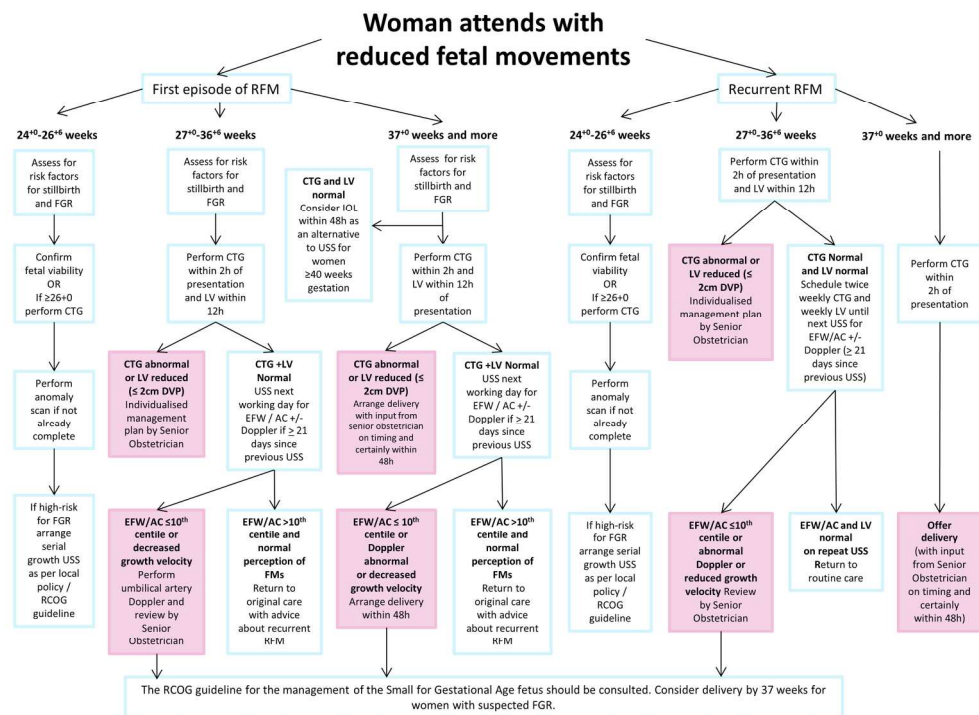 Woman attends with
reduced fetal movements
First episode of RFM
Recurrent RFM
24+0-26+6 weeks
Assess for
risk factors
for stillbirth
and FGR
Confirm
fetal viability
OR
If ≥26+0
perform CTG
Perform
anomaly
scan if not
already
complete
If high-risk
for FGR
arrange
serial
growth USS
as per local
policy /
RCOG
guideline
27+0-36+6 weeks
Assess for risk
factors for
stillbirth and
FGR
Perform CTG
within 2h of
presentation
and LV within
12h
CTG abnormal
or LV reduced
(≤ 2cm DVP)
Individualised
management
plan by Senior
Obstetrician
CTG +LV
Normal
USS next
working day for
EFW / AC +/-
Doppler if ≥ 21
days since
previous USS
EFW/AC ≤10th
centile or
decreased
growth velocity
Perform
umbilical artery
Doppler and
review by
Senior
Obstetrician
EFW/AC >10th
centile and
normal
perception of
FMs
Return to
original care
with advice
about recurrent
RFM
37+0 weeks and more
Assess for risk
factors for
stillbirth and
FGR
CTG and LV
normal
Consider IOL
within 48h as
an alternative
to USS for
women
≥40 weeks
gestation
Perform CTG
within 2h and
LV within 12h
of
presentation
CTG abnormal
or LV reduced (≤
2cm DVP)
Arrange delivery
with input from
senior obstetrician
on timing and
certainly within
48h
CTG +LV Normal
USS next
working day for
EFW / AC +/-
Doppler if ≥ 21
days since
previous USS
EFW/AC ≤ 10th
centile or
Doppler
abnormal
or decreased
growth velocity
Arrange delivery
within 48h
EFW/AC >10th
centile and
normal
perception of
FMs
Return to
original care
with advice
about recurrent
RFM
24+0-26+6 weeks
Assess for
risk factors
for stillbirth
and FGR
Confirm
fetal viability
OR
If ≥26+0
perform CTG
Perform
anomaly
scan if not
already
complete
If high-risk
for FGR
arrange serial
growth USS
as per local
policy /
RCOG
guideline
27+0-36+6 weeks
Perform CTG within
2h of presentation
and LV within 12h
CTG abnormal or
LV reduced (≤
2cm DVP)
Individualised
management plan
by Senior
Obstetrician
CTG Normal
and LV normal
Schedule twice
weekly CTG and
weekly LV until
next USS for
EFW/AC +/-
Doppler (≥ 21
days since
previous USS)
EFW/AC ≤10th
centile or
abnormal
Doppler or
reduced growth
velocity Review
by Senior
Obstetrician
EFW/AC and LV
normal
on repeat USS
Return to
routine care
37+0 weeks and more
Perform CTG
within
2h of
presentation
Offer
delivery
(with input
from Senior
Obstetrician
on timing and
certainly
within 48h)
The RCOG guideline for the management of the Small for Gestational Age fetus should be consulted. Consider delivery by 37 weeks for
women with suspected FGR.